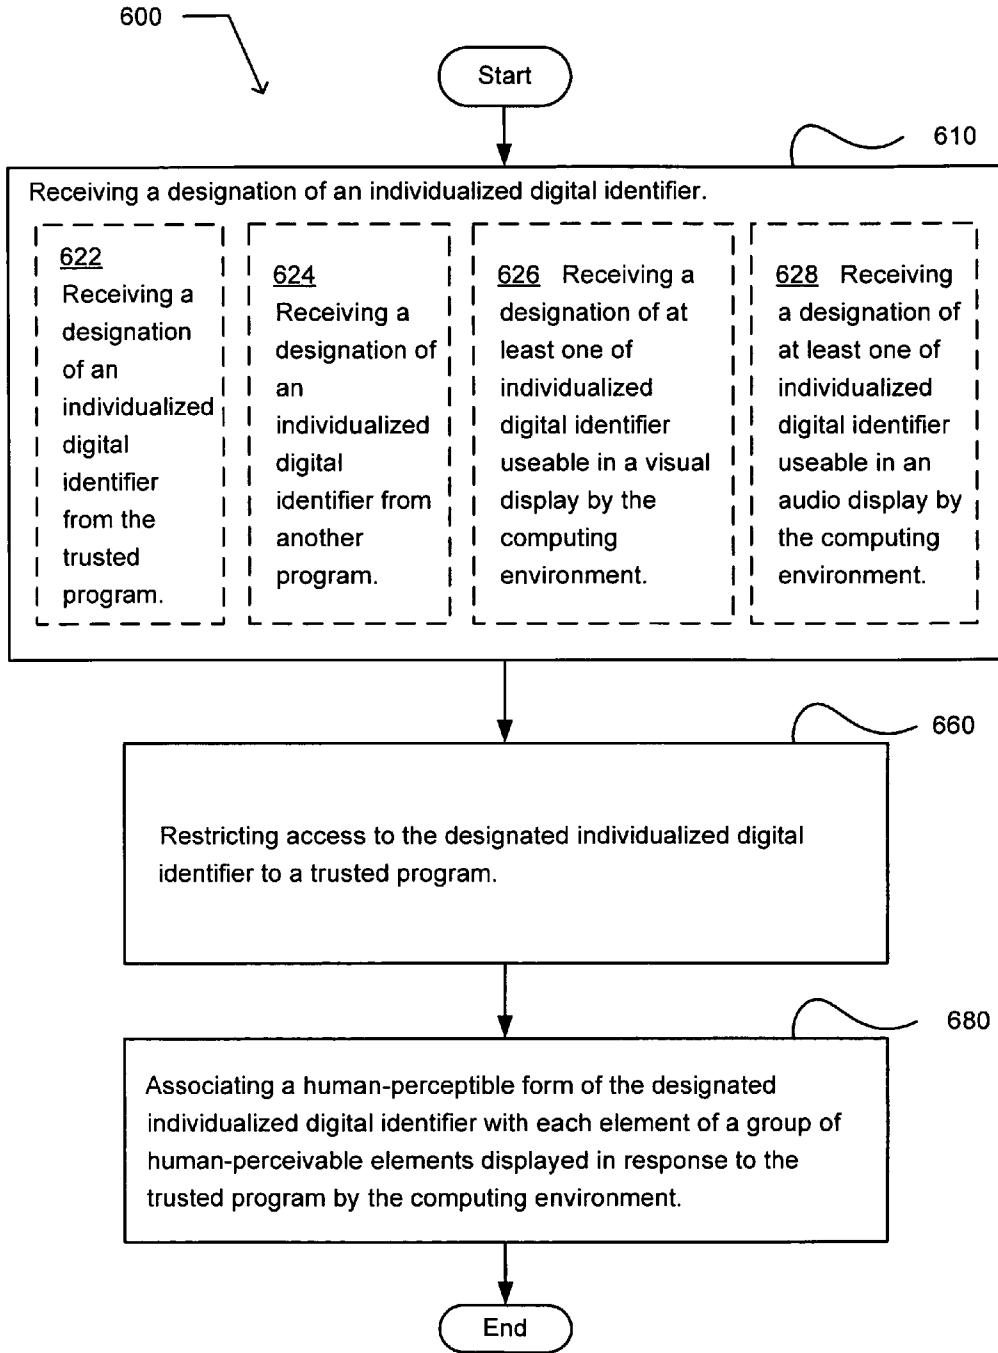 600
Start
610
Receiving a designation of an individualized digital identifier.
622
Receiving a
designation
of an
individualized
digital
identifier
from the
trusted
program.
624
Receiving a
designation of
an
individualized
digital
identifier from
another
program.
626 Receiving a
designation of at
least one of
individualized
digital identifier
useable in a visual
display by the
computing
environment.
628 Receiving
a designation of
at least one of
individualized
digital identifier
useable in an
audio display by
the computing
environment.
660
Restricting access to the designated individualized digital
identifier to a trusted program.
680
Associating a human-perceptible form of the designated
individualized digital identifier with each element of a group of
human-perceivable elements displayed in response to the
trusted program by the computing environment.
End